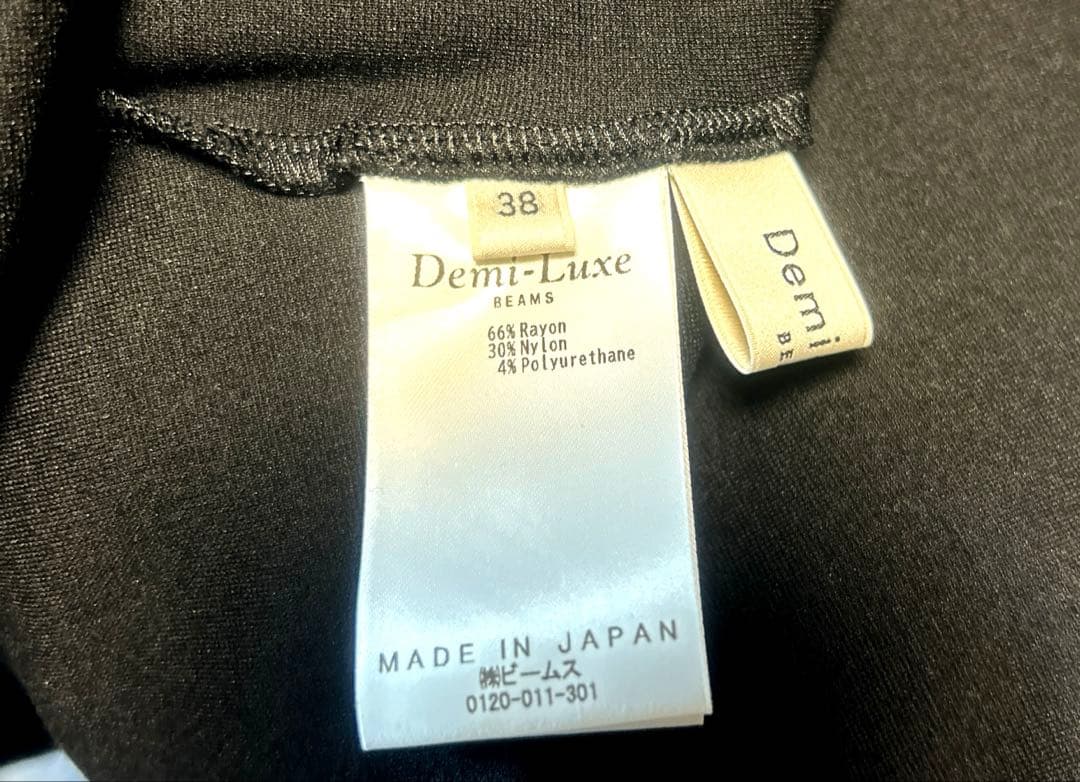 38
Demi-Luxe
BEAMS
66% Rayon
30% Nylon
4% Polyurethane
MADE IN JAPAN
㈱ビームス
0120-011-301
Demi
BE